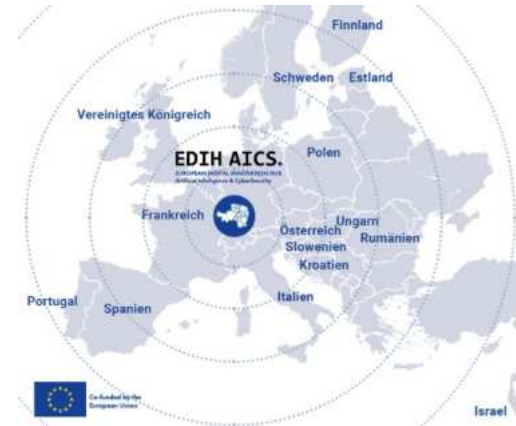 Finnland
Schweden Estland
Vereinigtes Königreich
EDIH AICS.
EUROPEAN DIGITAL INNOVATION HUB
Artificial Intelligence & CyberSecurity
Polen
Frankreich
Ungarn
Österreich
Rumänien
Slowenien
Kroatien
Italien
Portugal
Spanien
Co-funded by the
European Union
Israel